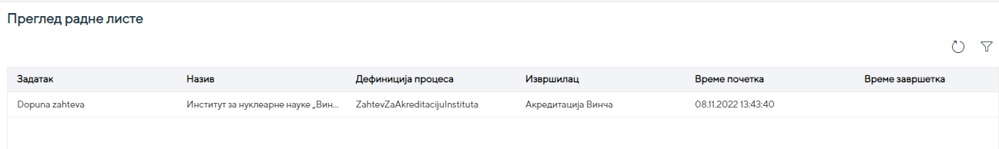 Преглед радне листе
Задатак Назив Дефиниција процеса Извршилац Време почетка Време завршетка
Dopuna zahteva Институт за нуклеарне науке „Вин... ZahtevZaAkreditacijuInstituta Акредитација Винча 08.11.2022 13:43:40